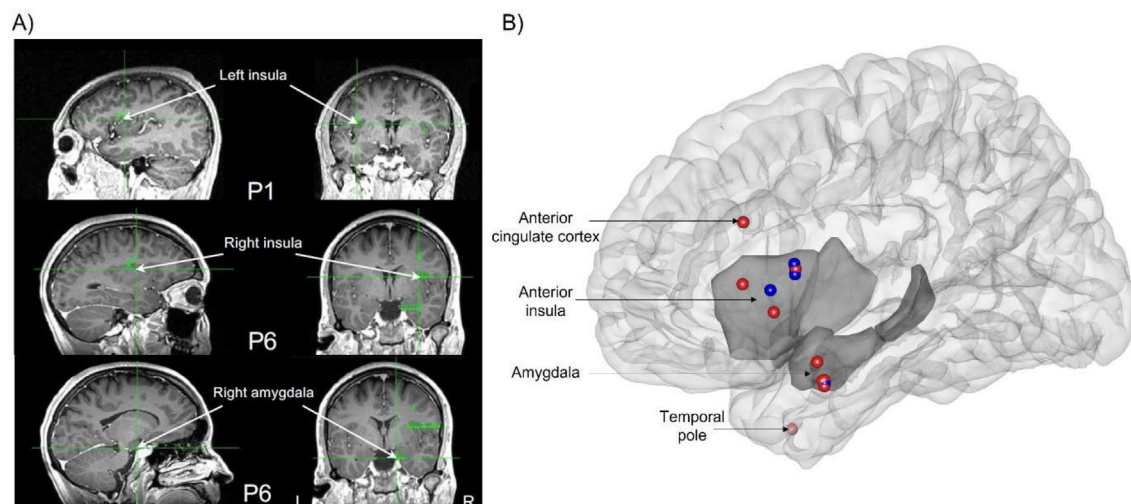 A)
Left insula
P1
Right insula
P6
Right amygdala
P6
L
R
B)
Anterior
cingulate cortex
Anterior
insula
Amygdala
Temporal
pole